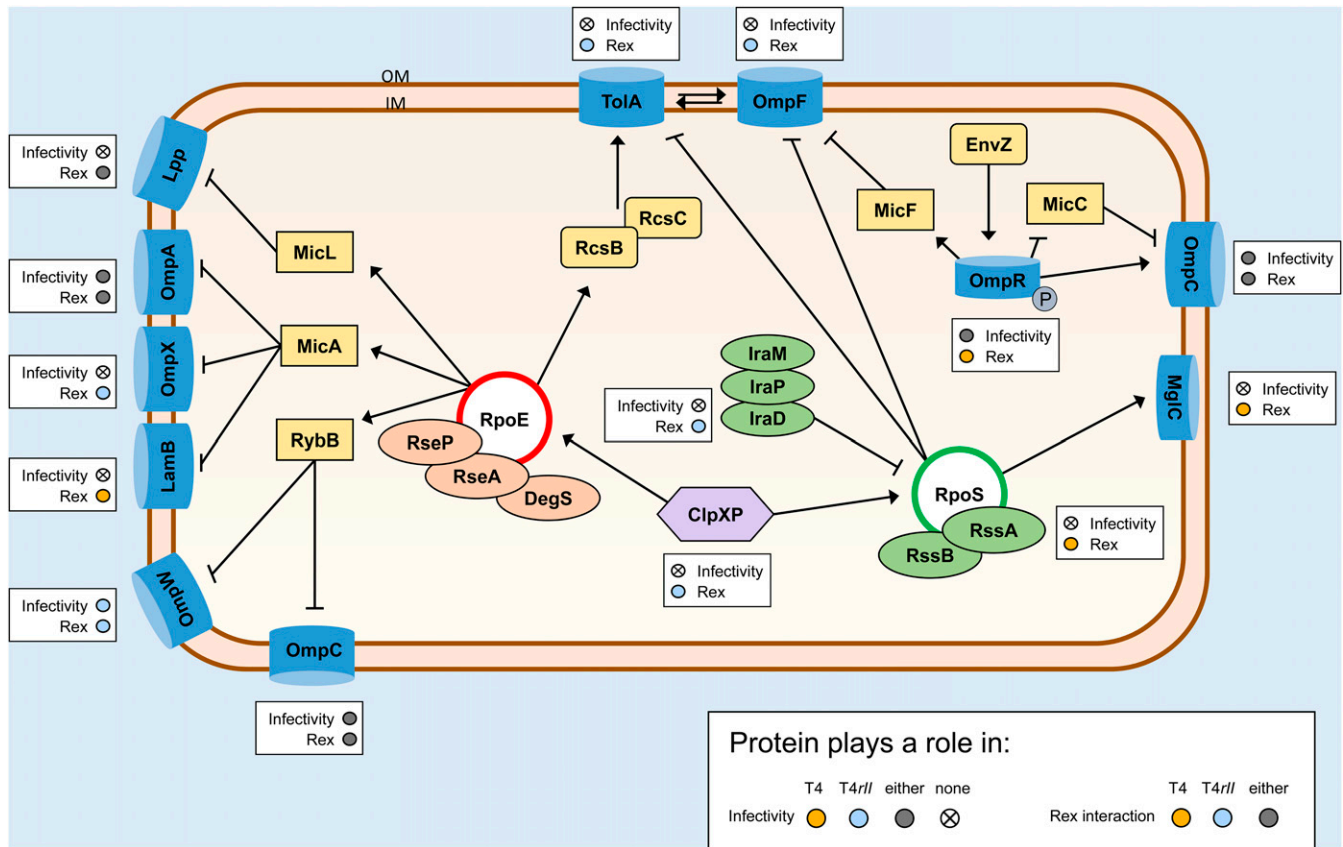 Infectivity
Rex
Infectivity
Rex
OM
IM
TolA
OmpF
Infectivity
Rex
Lpp
EnvZ
MicF
MicC
RcsC
RcsB
MicL
OmpA
Infectivity
Rex
OmpR
P
OmpC
Infectivity
Rex
Infectivity
Rex
MicA
OmpX
Infectivity
Rex
IraM
IraP
IraD
Infectivity
Rex
MglC
Infectivity
Rex
RpoE
RybB
RseP
RseA
DegS
LamB
Infectivity
Rex
ClpXP
Infectivity
Rex
RpoS
RssA
RssB
Infectivity
Rex
OmpW
Infectivity
Rex
OmpC
Infectivity
Rex
Protein plays a role in:
T4 T4rII either none
Infectivity
T4 T4rII either
Rex interaction